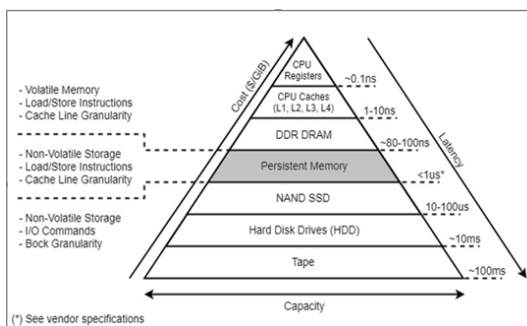 - Volatile Memory
- Load/Store Instructions
- Cache Line Granularity
- Non-Volatile Storage
- Load/Store Instructions
- Cache Line Granularity
- Non-Volatile Storage
- I/O Commands
- Bock Granularity
Cost ($/GiB)
CPU
Registers
CPU Caches
(L1, L2, L3, L4)
DDR DRAM
Persistent Memory
NAND SSD
Hard Disk Drives (HDD)
Tape
~0.1ns
1-10ns
~80-100ns
<1us*
10-100us
~10ms
~100ms
Latency
Capacity
(*) See vendor specifications